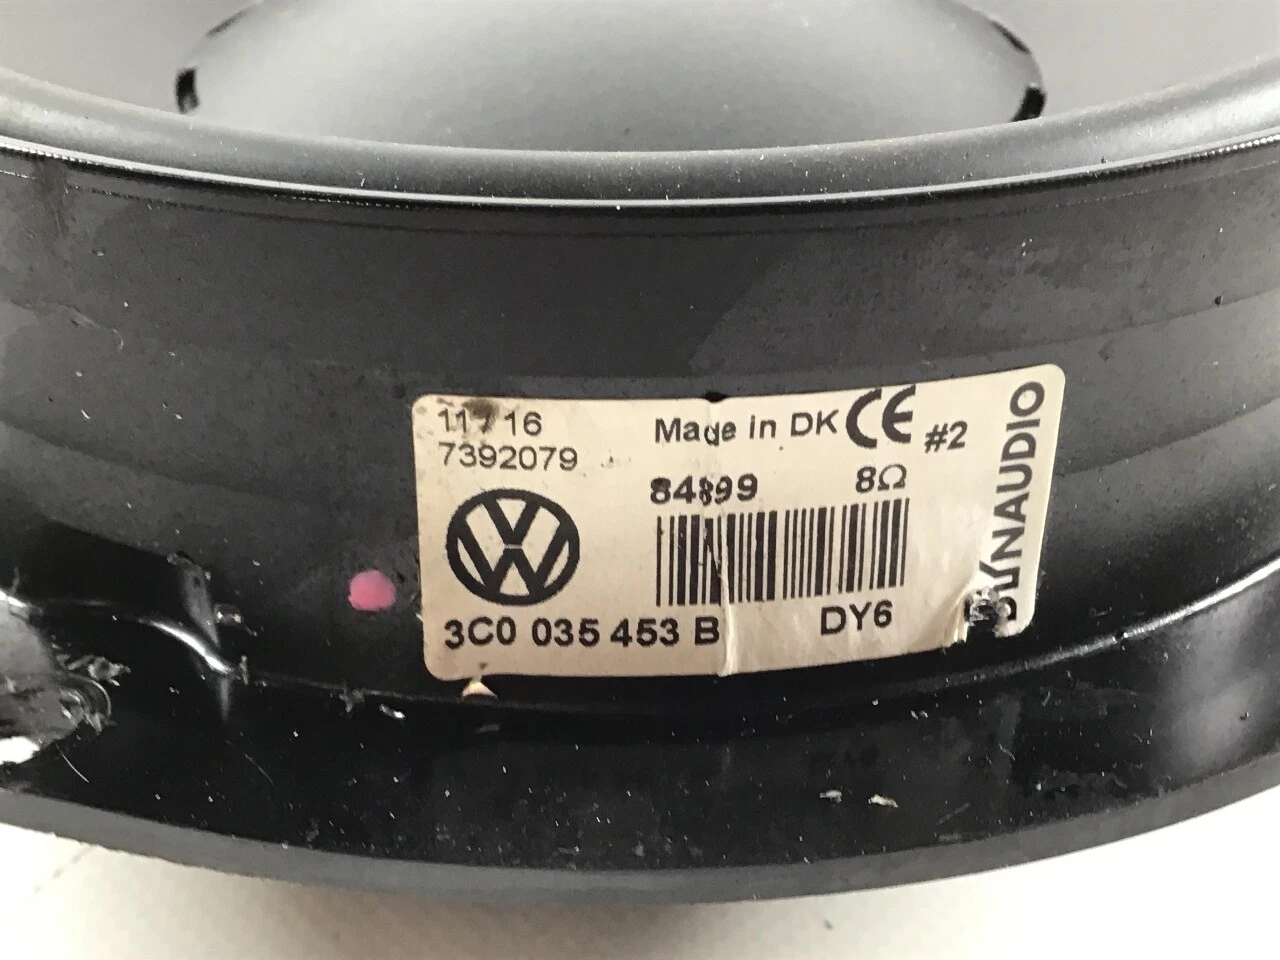 11/16
7392079
Made in DK CE #2
84899 8Ω
3C0 035 453 B
DY6
DYNAUDIO